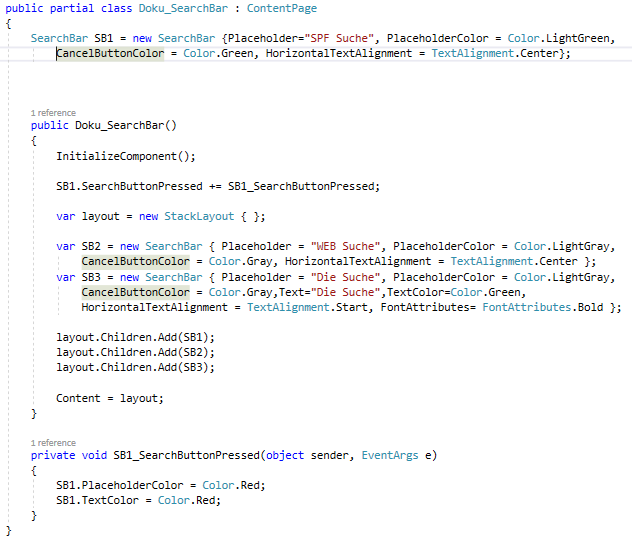 public partial class Doku_SearchBar : ContentPage
{
    SearchBar SB1 = new SearchBar {Placeholder="SPF Suche", PlaceholderColor = Color.LightGreen,
        CancelButtonColor = Color.Green, HorizontalTextAlignment = TextAlignment.Center};
    1 reference
    public Doku_SearchBar()
    {
        InitializeComponent();
        SB1.SearchButtonPressed += SB1_SearchButtonPressed;
        var layout = new StackLayout { };
        var SB2 = new SearchBar { Placeholder = "WEB Suche", PlaceholderColor = Color.LightGray,
            CancelButtonColor = Color.Gray, HorizontalTextAlignment = TextAlignment.Center };
        var SB3 = new SearchBar { Placeholder = "Die Suche", PlaceholderColor = Color.LightGray,
            CancelButtonColor = Color.Gray,Text="Die Suche",TextColor=Color.Green,
            HorizontalTextAlignment = TextAlignment.Start, FontAttributes= FontAttributes.Bold };
        layout.Children.Add(SB1);
        layout.Children.Add(SB2);
        layout.Children.Add(SB3);
        Content = layout;
    }
    1 reference
    private void SB1_SearchButtonPressed(object sender, EventArgs e)
    {
        SB1.PlaceholderColor = Color.Red;
        SB1.TextColor = Color.Red;
    }
}